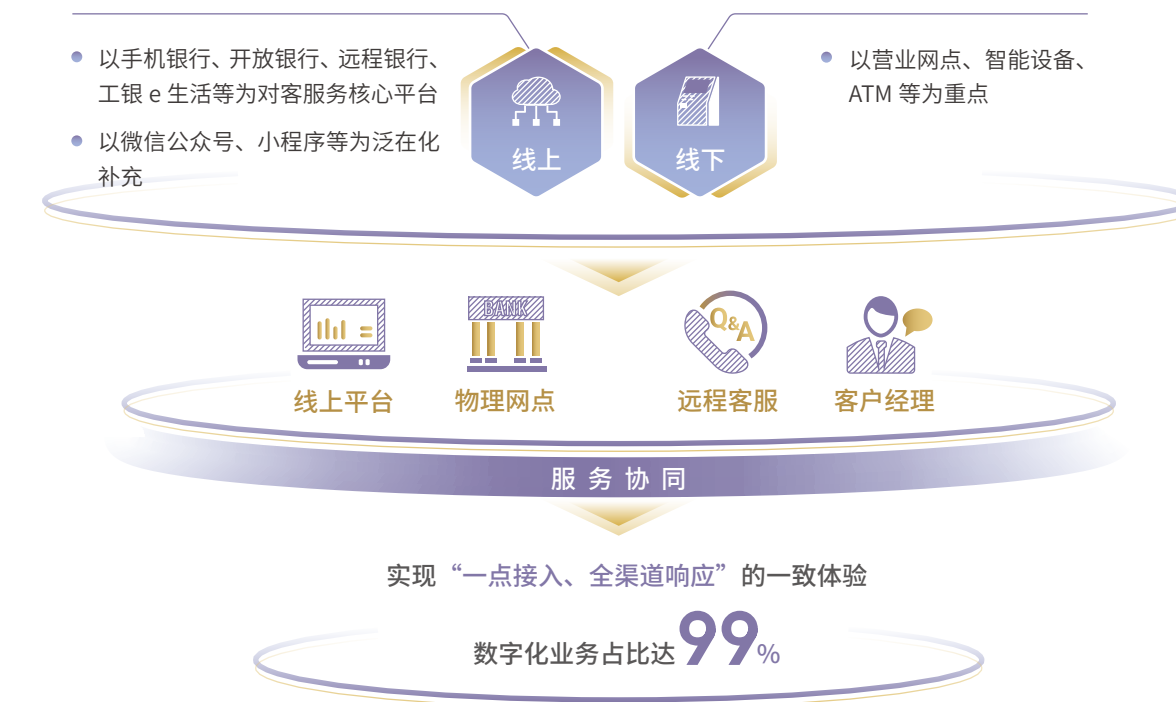 以手机银行、开放银行、远程银行、
工银 e 生活等为对客服务核心平台
以微信公众号、小程序等为泛在化
补充
线上
线下
以营业网点、智能设备、
ATM 等为重点
BANK
Q&A
线上平台
物理网点
远程客服
客户经理
服务协同
实现“一点接入、全渠道响应”的一致体验
数字化业务占比达99%